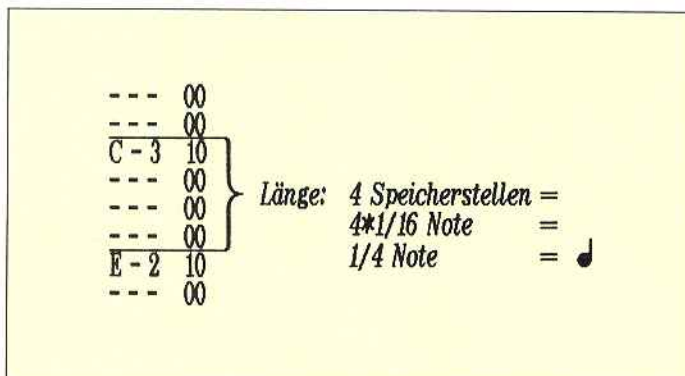 - - - 00
- - - 00
C - 3 10
- - - 00
- - - 00
- - - 00
E - 2 10
- - - 00
Länge: 4 Speicherstellen =
4*1/16 Note =
1/4 Note = ♩